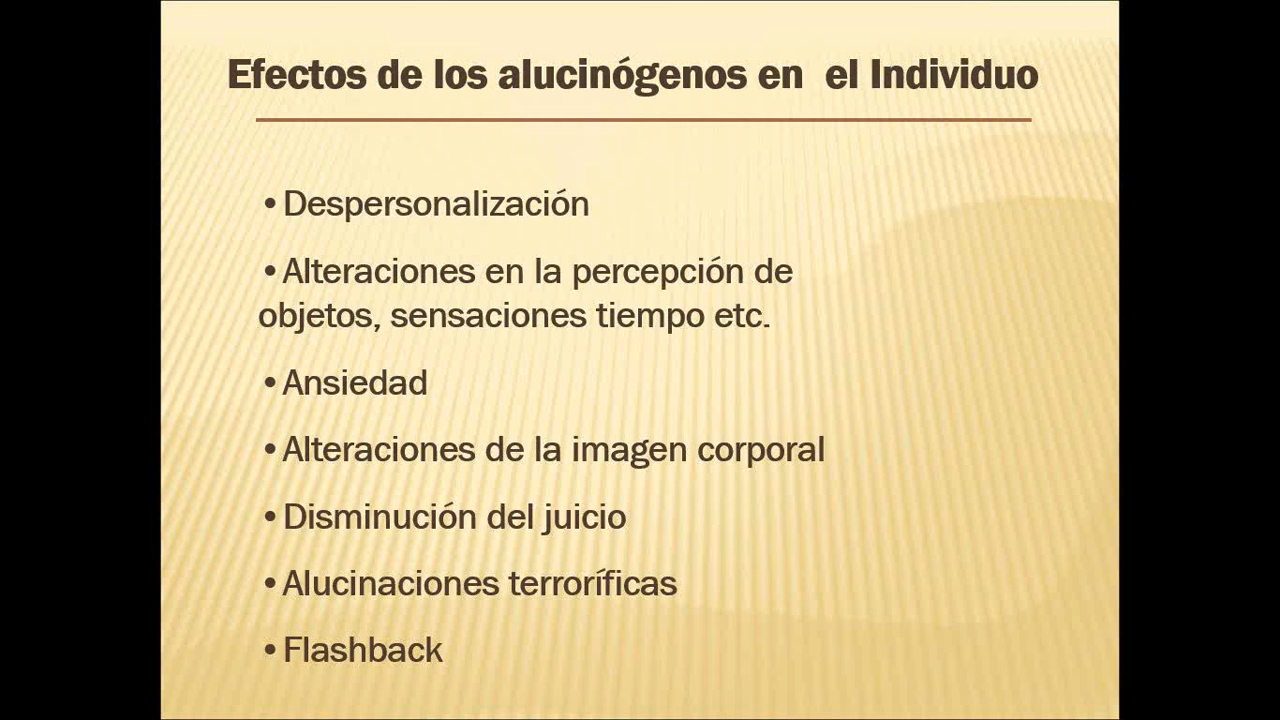 Efectos de los alucinógenos en  el Individuo
•Despersonalización
•Alteraciones en la percepción de
objetos, sensaciones tiempo etc.
•Ansiedad
•Alteraciones de la imagen corporal
•Disminución del juicio
•Alucinaciones terroríficas
•Flashback